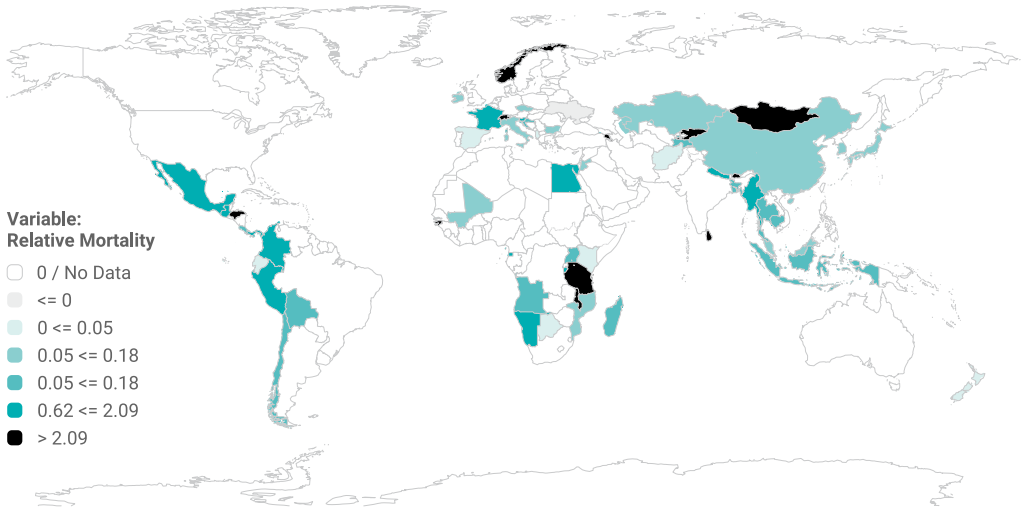 Variable:
Relative Mortality
0 / No Data
<= 0
0 <= 0.05
0.05 <= 0.18
0.05 <= 0.18
0.62 <= 2.09
> 2.09